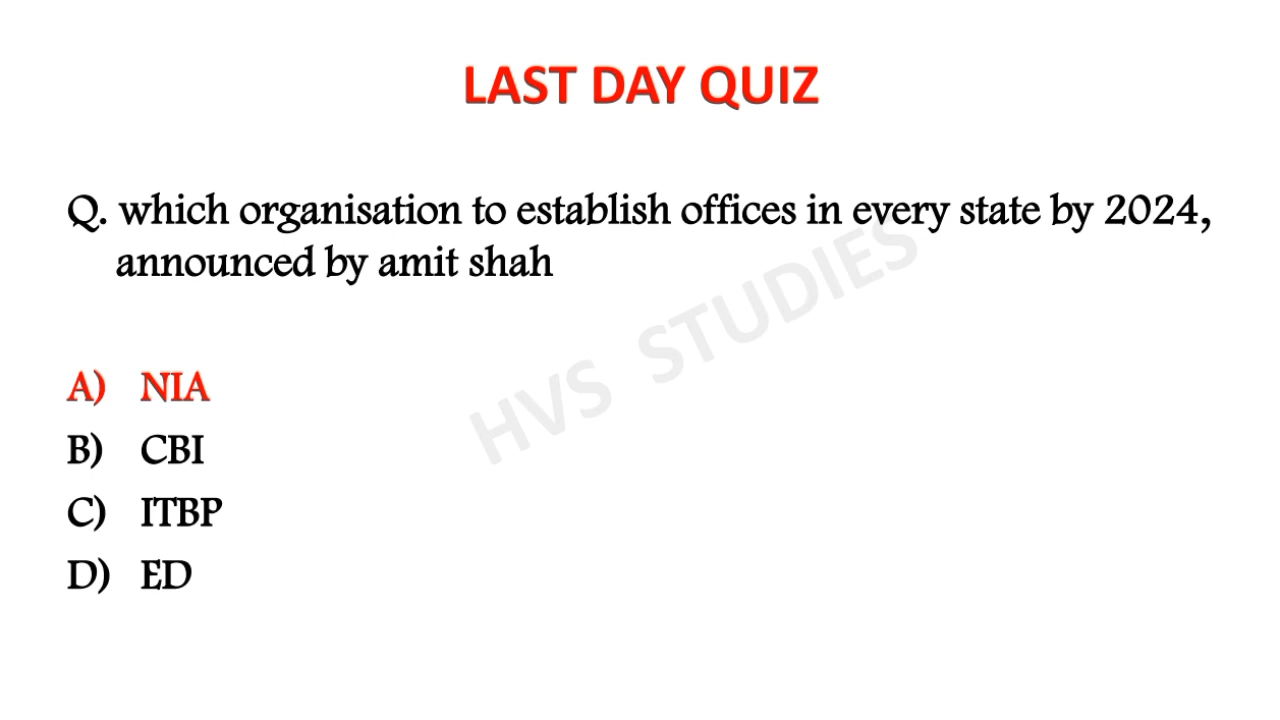 LAST DAY QUIZ
Q. which organisation to establish offices in every state by 2024,
announced by amit shah
HVS STUDIES
A) NIA
B) CBI
C) ITBP
D) ED